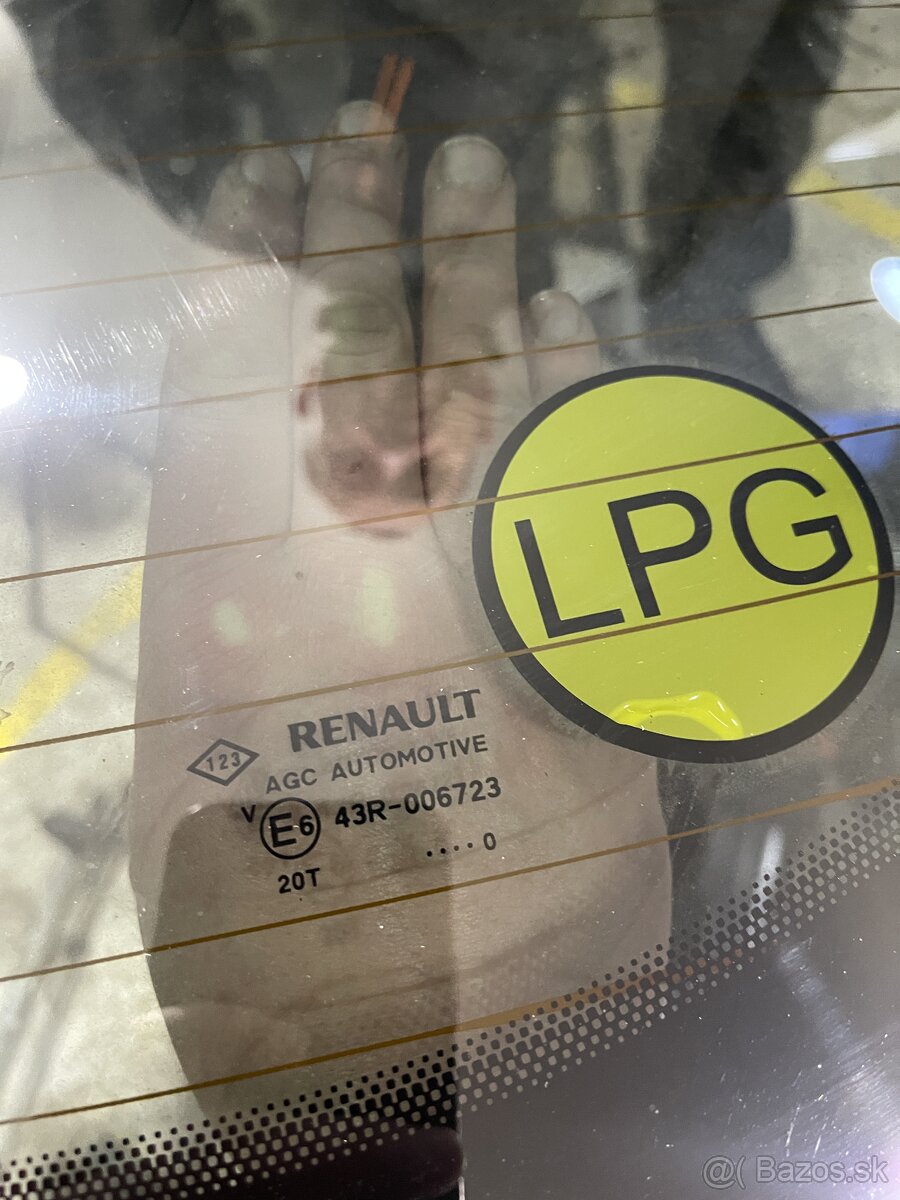 LPG
RENAULT
123
AGC AUTOMOTIVE
V E6 43R-006723
.... 0
20T
@( Bazos.sk